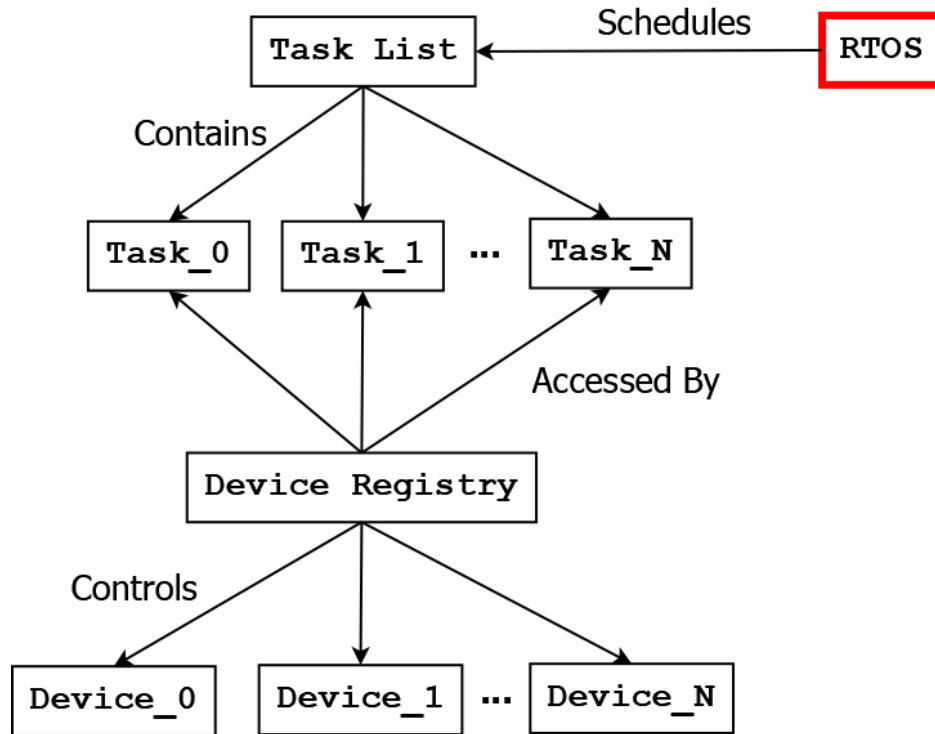 Schedules
Task List
RTOS
Contains
Task_0
Task_1
...
Task_N
Accessed By
Device Registry
Controls
Device_0
Device_1
...
Device_N